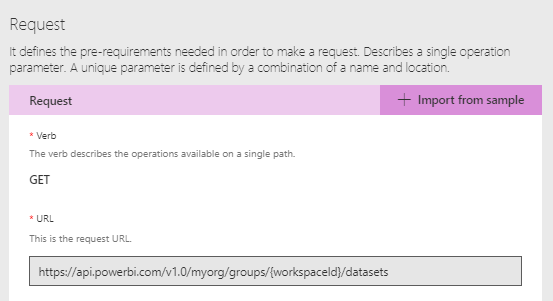 Request
It defines the pre-requirements needed in order to make a request. Describes a single operation
parameter. A unique parameter is defined by a combination of a name and location.
Request
+ Import from sample
* Verb
The verb describes the operations available on a single path.
GET
* URL
This is the request URL.
https://api.powerbi.com/v1.0/myorg/groups/{workspaceId}/datasets